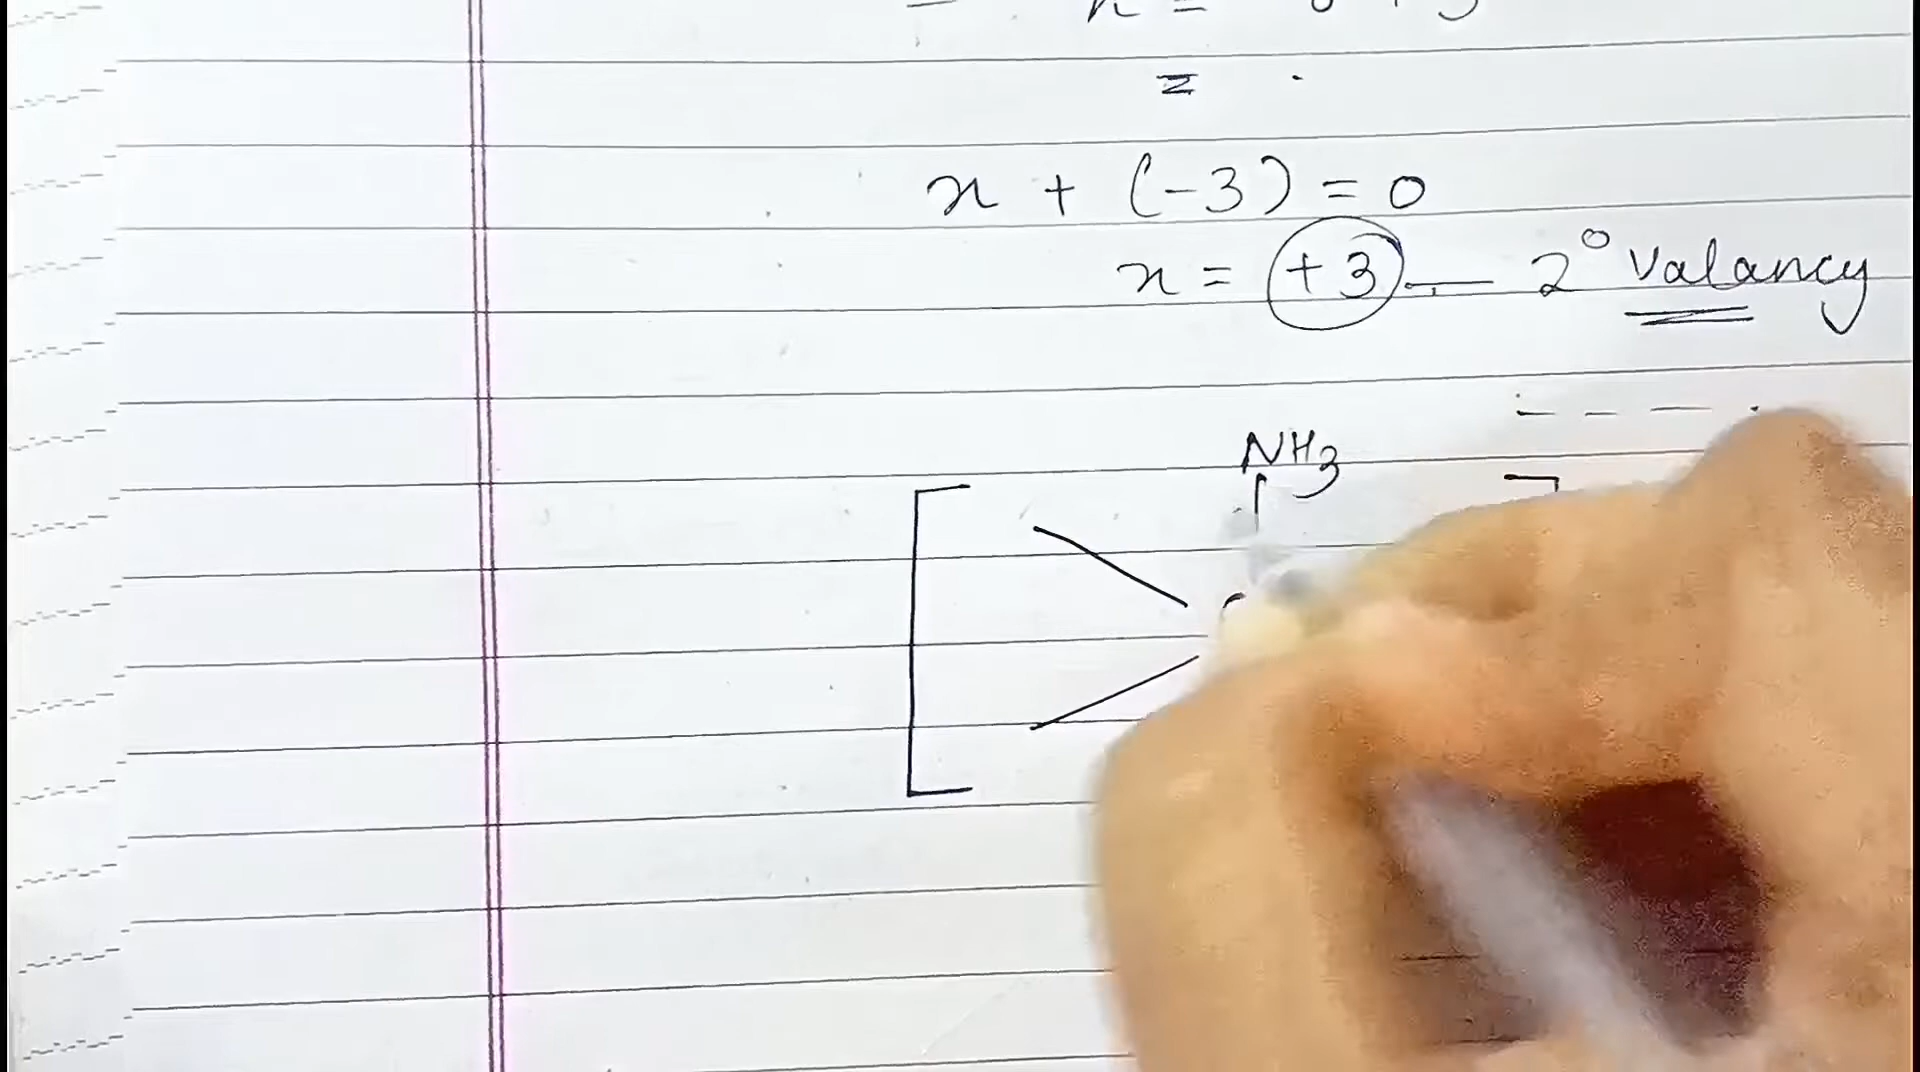 x + (-3) = 0
x = +3 — 2° Valancy
NH3